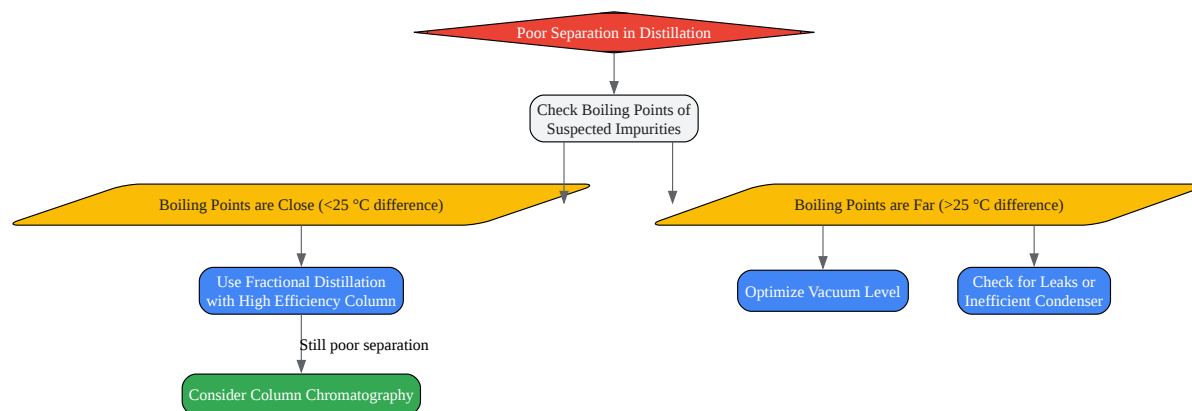 Poor Separation in Distillation
Check Boiling Points of
Suspected Impurities
Boiling Points are Close (<25 °C difference)
Boiling Points are Far (>25 °C difference)
Use Fractional Distillation
with High Efficiency Column
Optimize Vacuum Level
Check for Leaks or
Inefficient Condenser
Still poor separation
Consider Column Chromatography